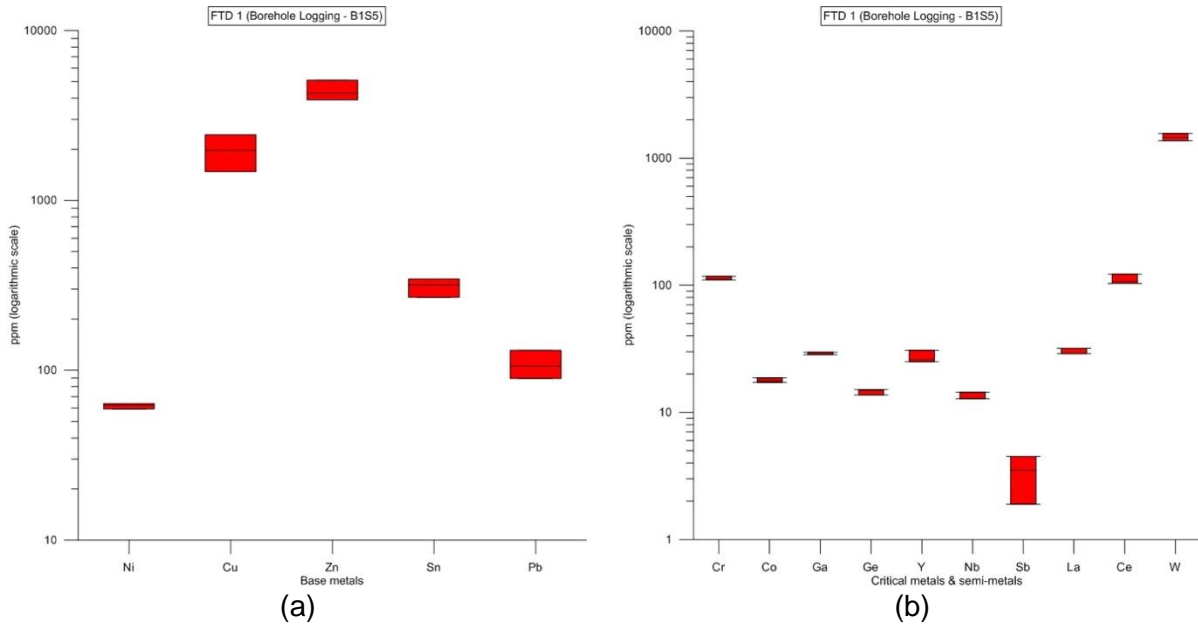 FTD 1 (Borehole Logging - B1S5)
10000
1000
100
10
ppm (logarithmic scale)
Ni Cu Zn Sn Pb
Base metals
(a)
FTD 1 (Borehole Logging - B1S5)
10000
1000
100
10
1
ppm (logarithmic scale)
Cr Co Ga Ge Y Nb Sb La Ce W
Critical metals & semi-metals
(b)